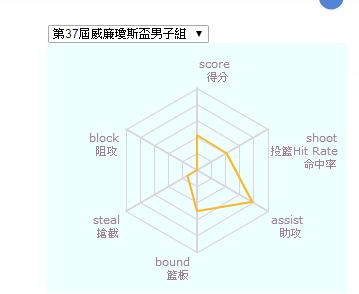 第37屆威廉瓊斯盃男子組
score
得分
block
阻攻
shoot
投籃Hit Rate
命中率
steal
搶截
assist
助攻
bound
籃板